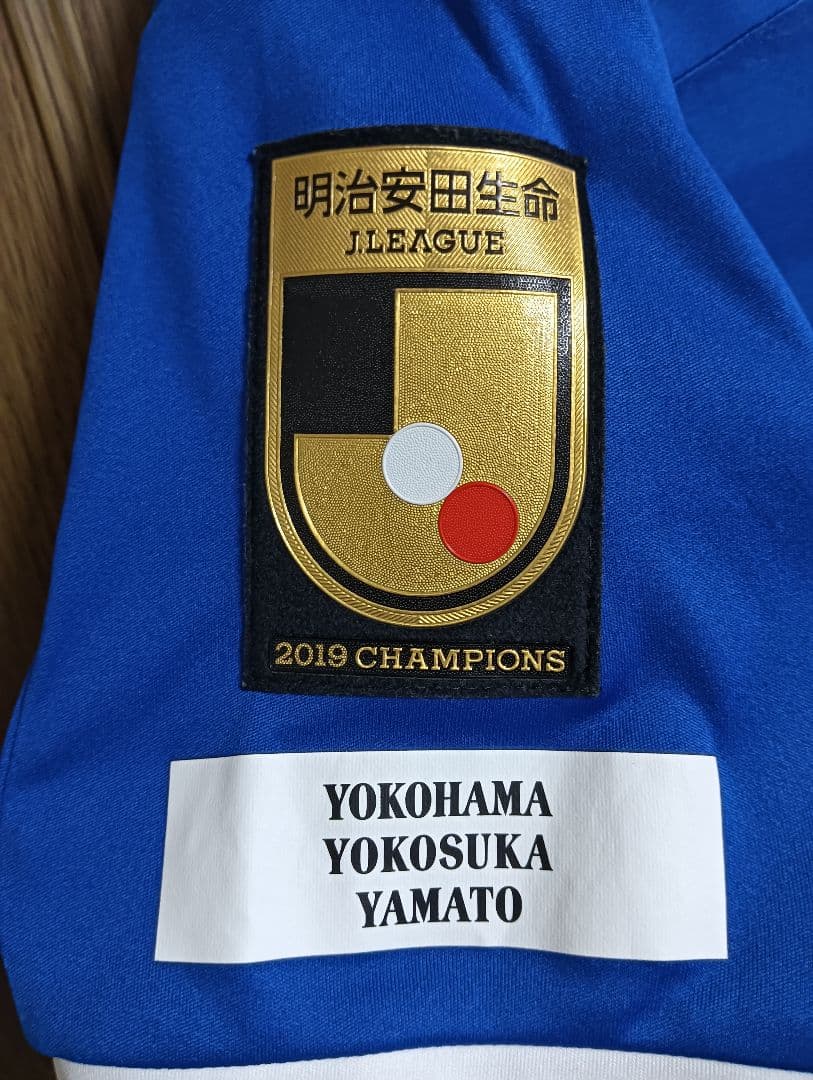 明治安田生命
J.LEAGUE
2019 CHAMPIONS
YOKOHAMA
YOKOSUKA
YAMATO